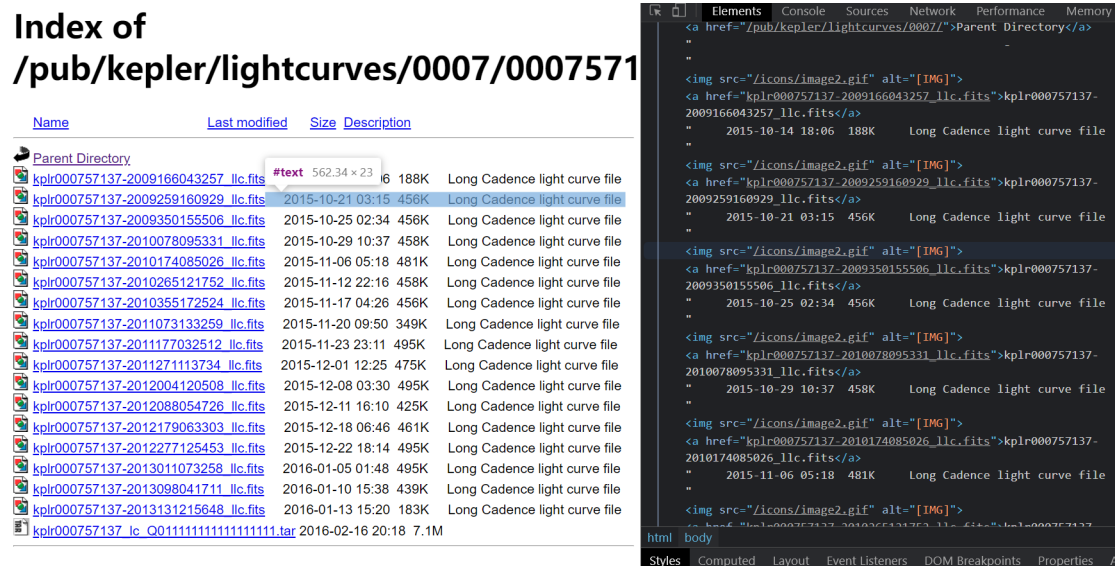 Index of
/pub/kepler/lightcurves/0007/0007571
Name Last modified Size Description
Parent Directory
kplr000757137-2009166043257_llc.fits 06 188K Long Cadence light curve file
#text 562.34 × 23
kplr000757137-2009259160929_llc.fits 2015-10-21 03:15 456K Long Cadence light curve file
kplr000757137-2009350155506_llc.fits 2015-10-25 02:34 456K Long Cadence light curve file
kplr000757137-2010078095331_llc.fits 2015-10-29 10:37 458K Long Cadence light curve file
kplr000757137-2010174085026_llc.fits 2015-11-06 05:18 481K Long Cadence light curve file
kplr000757137-2010265121752_llc.fits 2015-11-12 22:16 458K Long Cadence light curve file
kplr000757137-2010355172524_llc.fits 2015-11-17 04:26 456K Long Cadence light curve file
kplr000757137-2011073133259_llc.fits 2015-11-20 09:50 349K Long Cadence light curve file
kplr000757137-2011177032512_llc.fits 2015-11-23 23:11 495K Long Cadence light curve file
kplr000757137-2011271113734_llc.fits 2015-12-01 12:25 475K Long Cadence light curve file
kplr000757137-2012004120508_llc.fits 2015-12-08 03:30 495K Long Cadence light curve file
kplr000757137-2012088054726_llc.fits 2015-12-11 16:10 425K Long Cadence light curve file
kplr000757137-2012179063303_llc.fits 2015-12-18 06:46 461K Long Cadence light curve file
kplr000757137-2012277125453_llc.fits 2015-12-22 18:14 495K Long Cadence light curve file
kplr000757137-2013011073258_llc.fits 2016-01-05 01:48 495K Long Cadence light curve file
kplr000757137-2013098041711_llc.fits 2016-01-10 15:38 439K Long Cadence light curve file
kplr000757137-2013131215648_llc.fits 2016-01-13 15:20 183K Long Cadence light curve file
kplr000757137_lc_Q011111111111111111.tar 2016-02-16 20:18 7.1M
Elements Console Sources Network Performance Memory
<a href="/pub/kepler/lightcurves/0007/">Parent Directory</a>
" -
"
<img src="/icons/image2.gif" alt="[IMG]">
<a href="kplr000757137-2009166043257_llc.fits">kplr000757137-
2009166043257_llc.fits</a>
" 2015-10-14 18:06 188K Long Cadence light curve file
"
<img src="/icons/image2.gif" alt="[IMG]">
<a href="kplr000757137-2009259160929_llc.fits">kplr000757137-
2009259160929_llc.fits</a>
" 2015-10-21 03:15 456K Long Cadence light curve file
"
<img src="/icons/image2.gif" alt="[IMG]">
<a href="kplr000757137-2009350155506_llc.fits">kplr000757137-
2009350155506_llc.fits</a>
" 2015-10-25 02:34 456K Long Cadence light curve file
"
<img src="/icons/image2.gif" alt="[IMG]">
<a href="kplr000757137-2010078095331_llc.fits">kplr000757137-
2010078095331_llc.fits</a>
" 2015-10-29 10:37 458K Long Cadence light curve file
"
<img src="/icons/image2.gif" alt="[IMG]">
<a href="kplr000757137-2010174085026_llc.fits">kplr000757137-
2010174085026_llc.fits</a>
" 2015-11-06 05:18 481K Long Cadence light curve file
"
<img src="/icons/image2.gif" alt="[IMG]">
html body
Styles Computed Layout Event Listeners DOM Breakpoints Properties